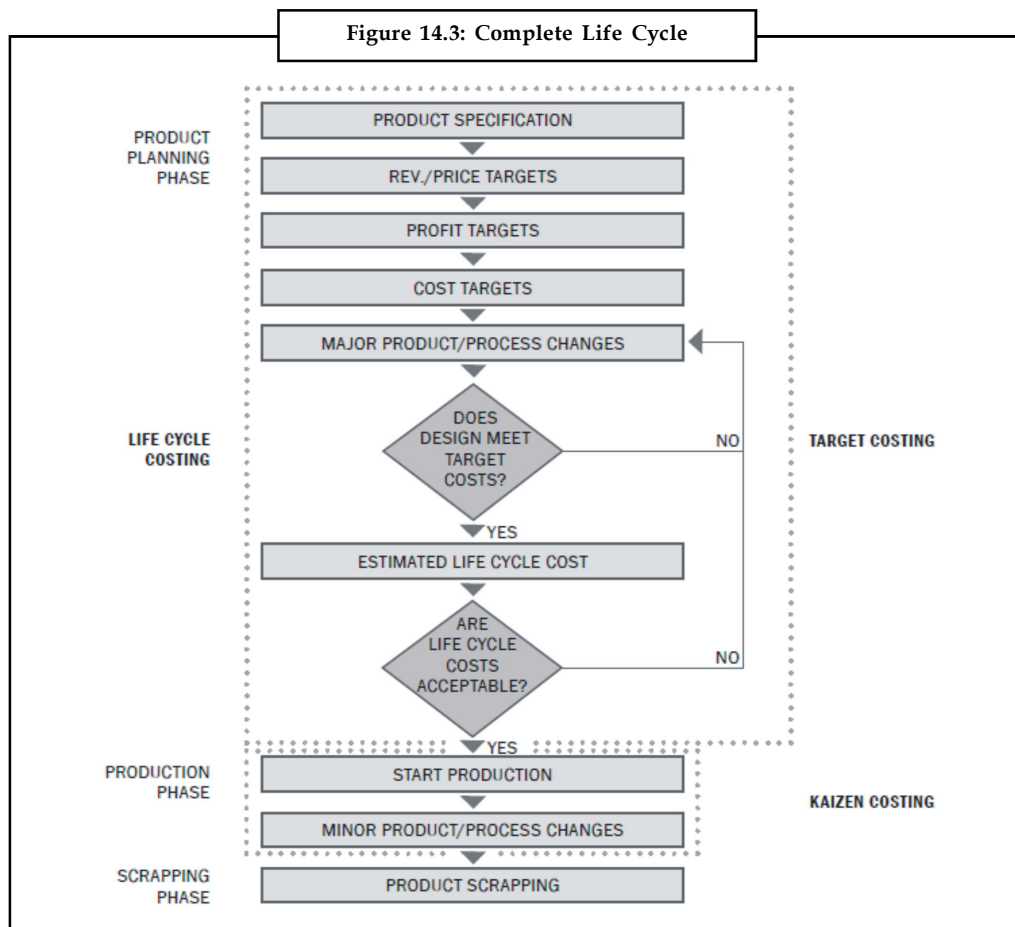 Figure 14.3: Complete Life Cycle
PRODUCT SPECIFICATION
PRODUCT
PLANNING
PHASE
REV./PRICE TARGETS
PROFIT TARGETS
COST TARGETS
MAJOR PRODUCT/PROCESS CHANGES
DOES
DESIGN MEET
TARGET
COSTS?
NO
LIFE CYCLE
COSTING
TARGET COSTING
YES
ESTIMATED LIFE CYCLE COST
ARE
LIFE CYCLE
COSTS
ACCEPTABLE?
NO
YES
PRODUCTION
PHASE
START PRODUCTION
KAIZEN COSTING
MINOR PRODUCT/PROCESS CHANGES
SCRAPPING
PHASE
PRODUCT SCRAPPING